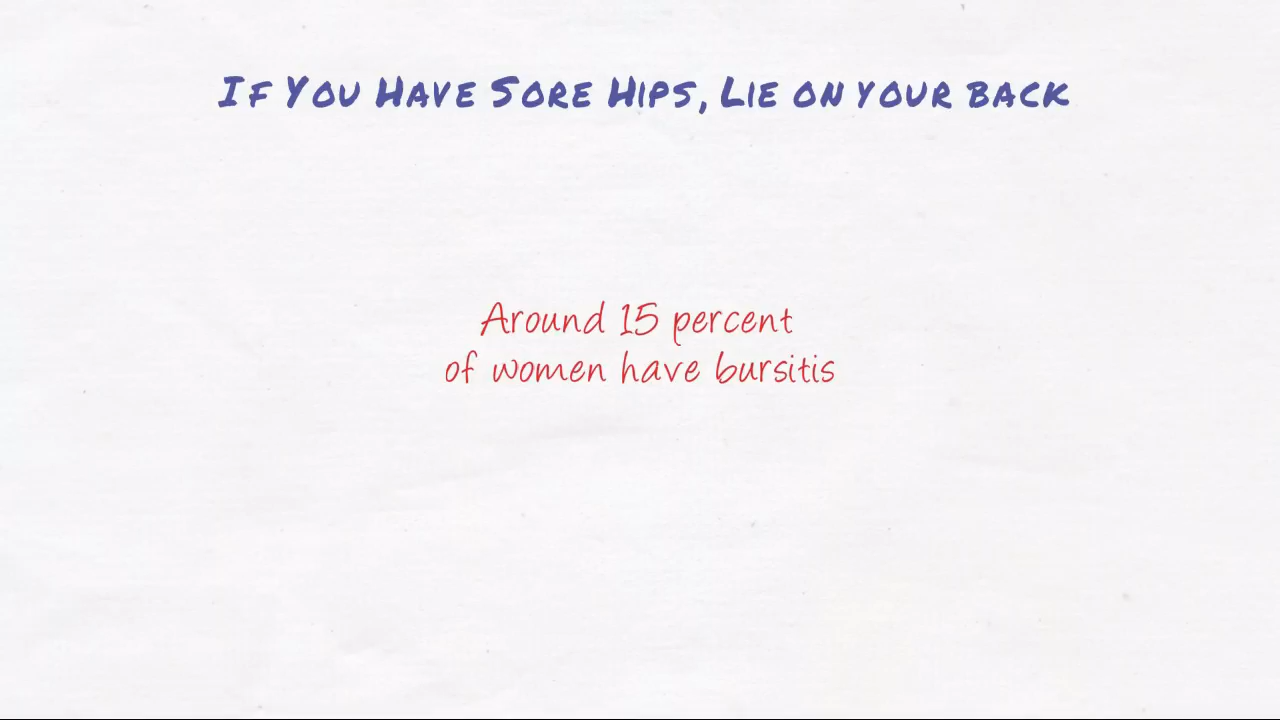 If You Have Sore Hips, Lie on your back
Around 15 percent
of women have bursitis